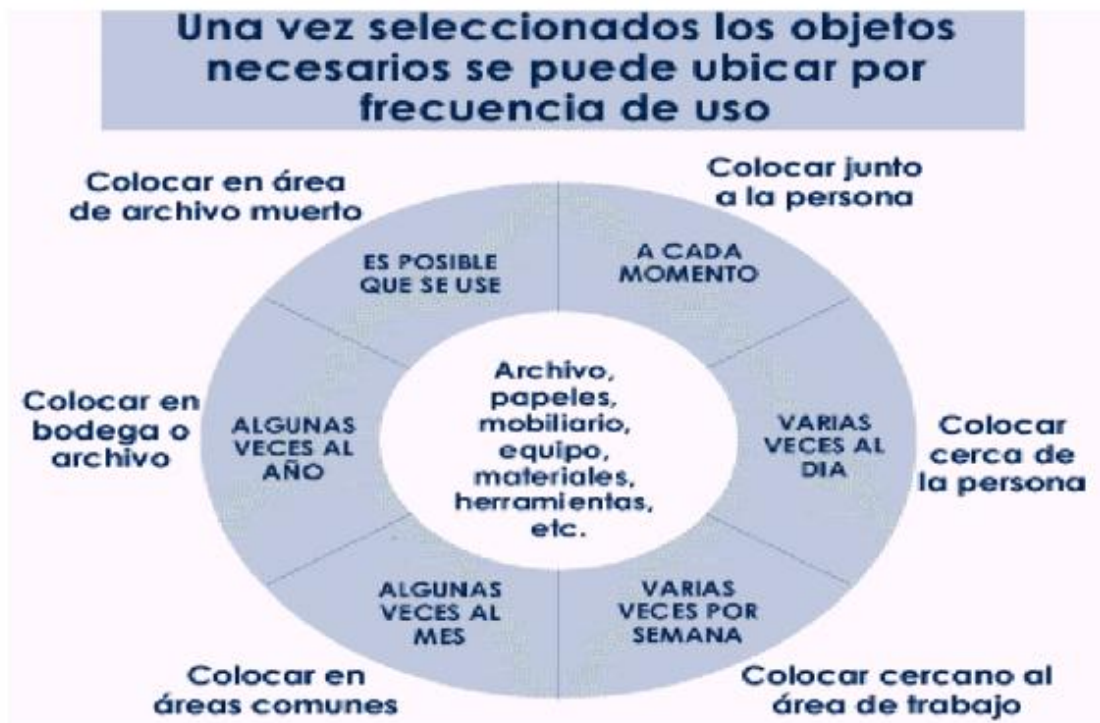 Una vez seleccionados los objetos
necesarios se puede ubicar por
frecuencia de uso
Colocar junto
a la persona
A CADA
MOMENTO
Colocar
cerca de
la persona
VARIAS
VECES AL
DIA
Colocar cercano al
área de trabajo
VARIAS
VECES POR
SEMANA
Colocar en
áreas comunes
ALGUNAS
VECES AL
MES
Colocar en
bodega o
archivo
ALGUNAS
VECES AL
AÑO
Colocar en área
de archivo muerto
ES POSIBLE
QUE SE USE
Archivo,
papeles,
mobiliario,
equipo,
materiales,
herramientas,
etc.